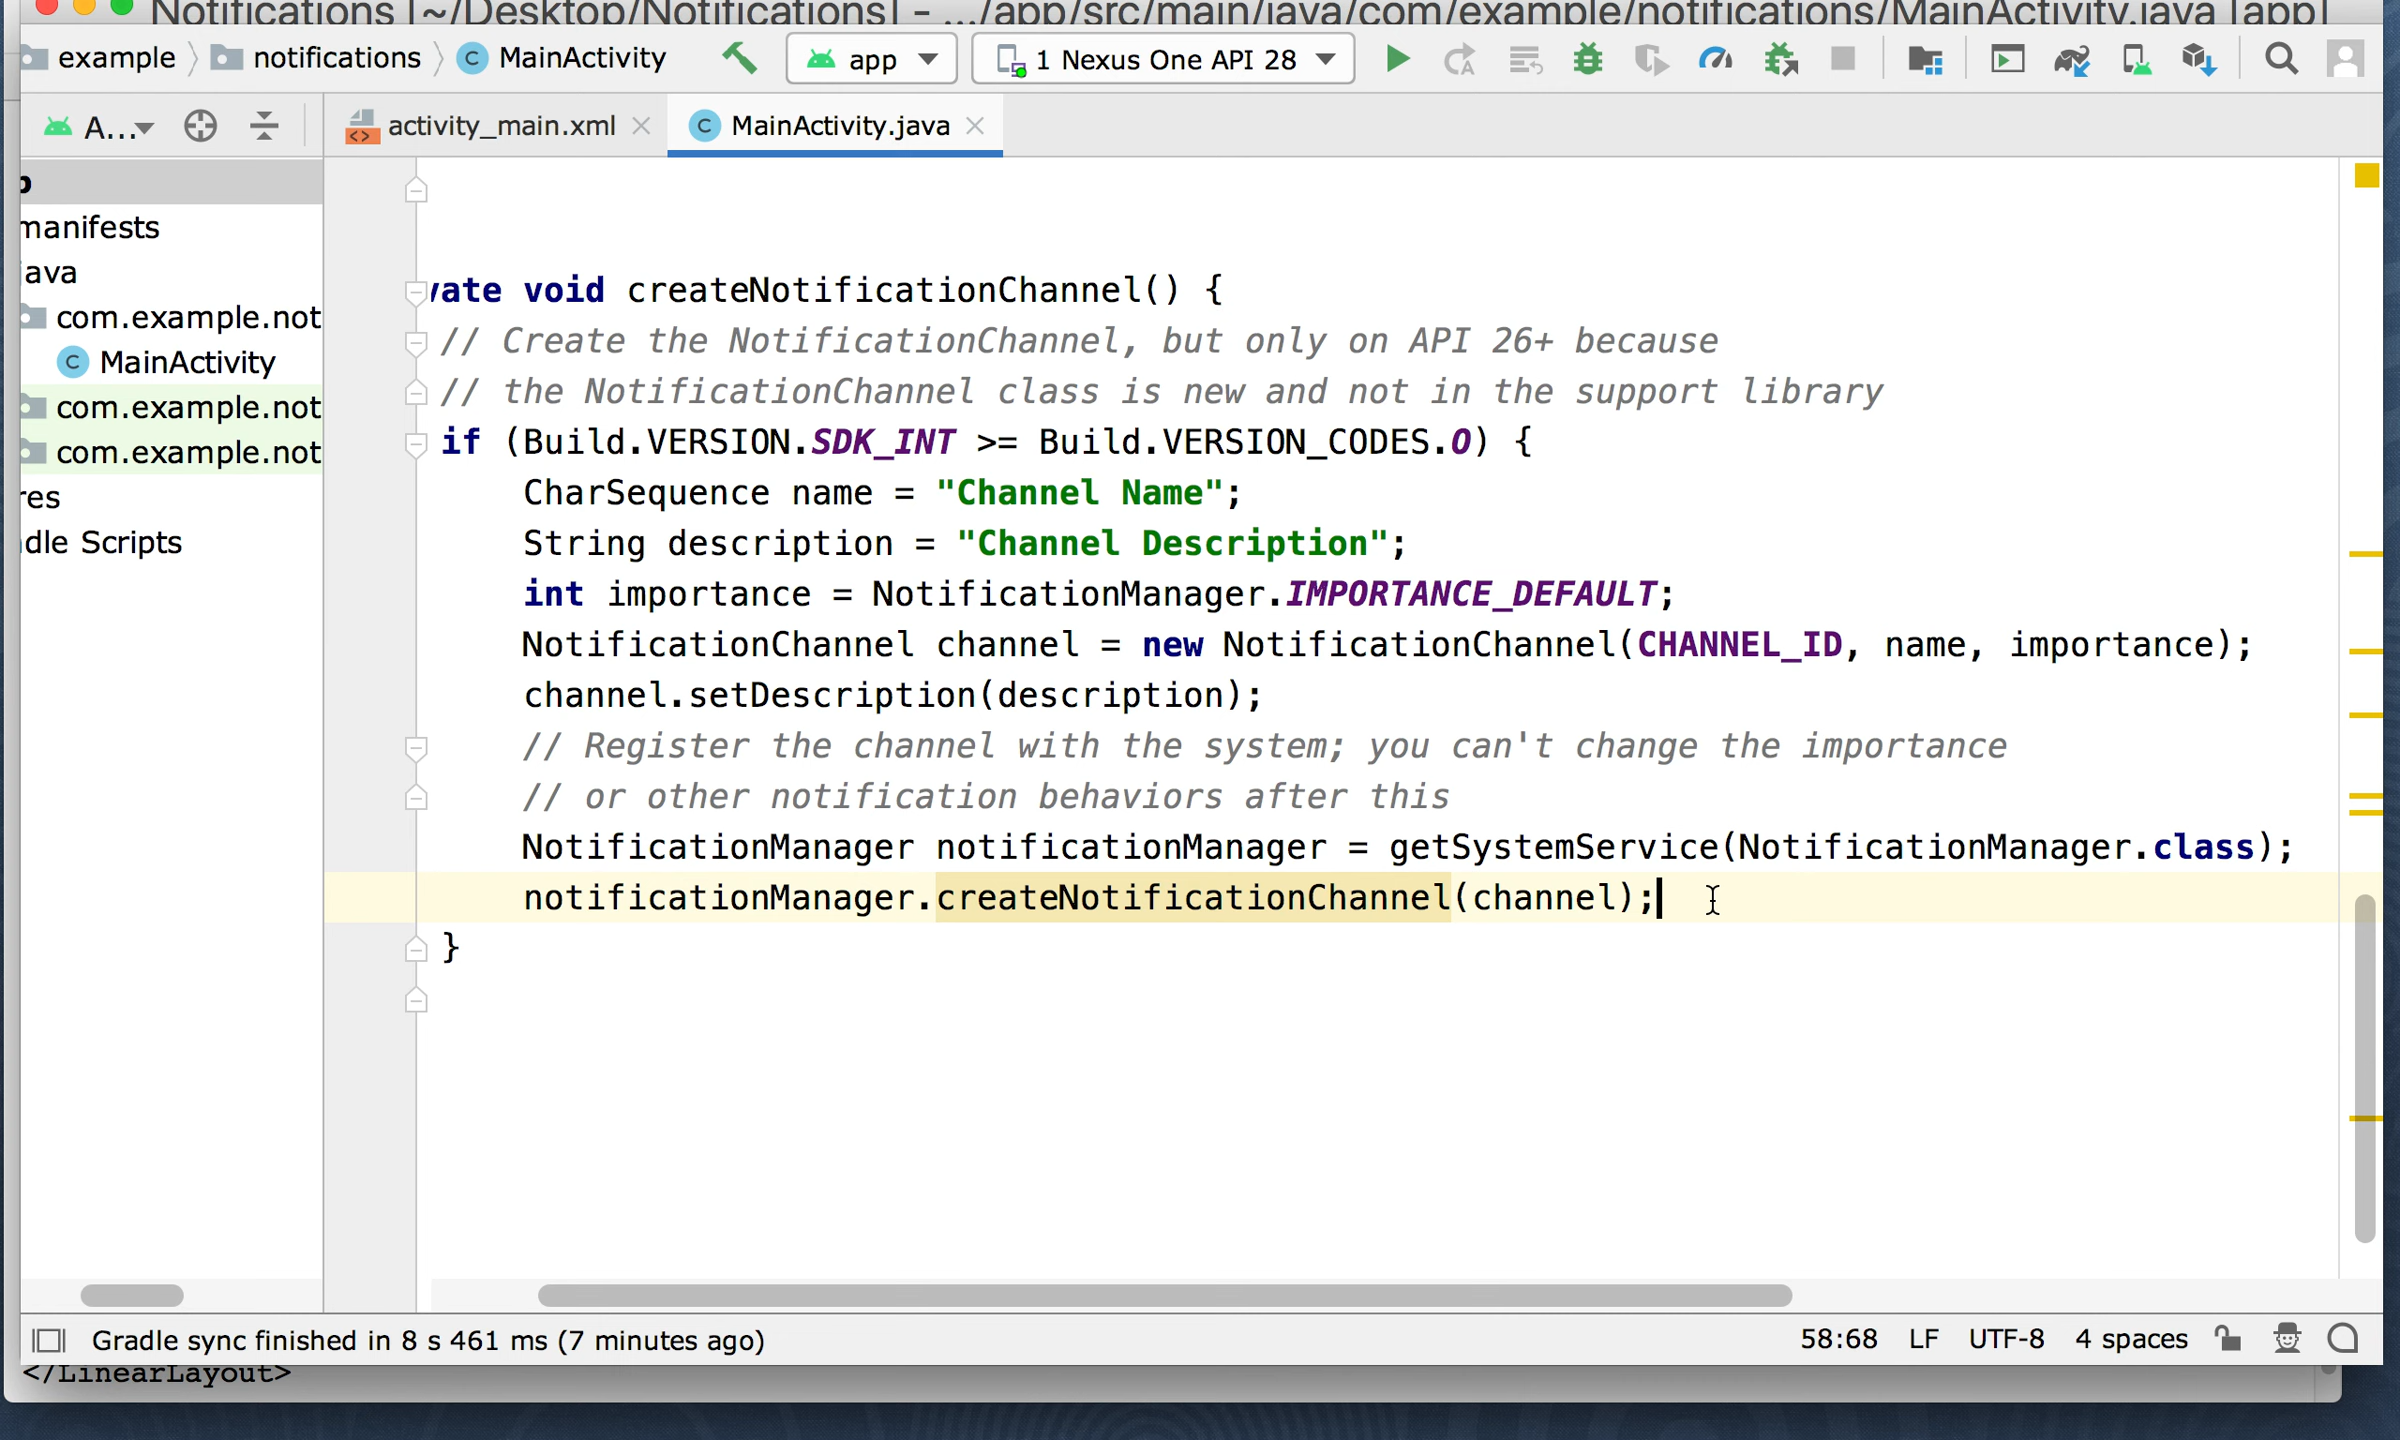 Notifications [~/Desktop/Notifications] - .../app/src/main/java/com/example/notifications/MainActivity.java [app]
example notifications C MainActivity app 1 Nexus One API 28
A... activity_main.xml C MainActivity.java
p
manifests
java
com.example.not
C MainActivity
com.example.not
com.example.not
res
dle Scripts
vate void createNotificationChannel() {
// Create the NotificationChannel, but only on API 26+ because
// the NotificationChannel class is new and not in the support library
if (Build.VERSION.SDK_INT >= Build.VERSION_CODES.O) {
CharSequence name = "Channel Name";
String description = "Channel Description";
int importance = NotificationManager.IMPORTANCE_DEFAULT;
NotificationChannel channel = new NotificationChannel(CHANNEL_ID, name, importance);
channel.setDescription(description);
// Register the channel with the system; you can't change the importance
// or other notification behaviors after this
NotificationManager notificationManager = getSystemService(NotificationManager.class);
notificationManager.createNotificationChannel(channel);
}
Gradle sync finished in 8 s 461 ms (7 minutes ago) 58:68 LF UTF-8 4 spaces
</LinearLayout>